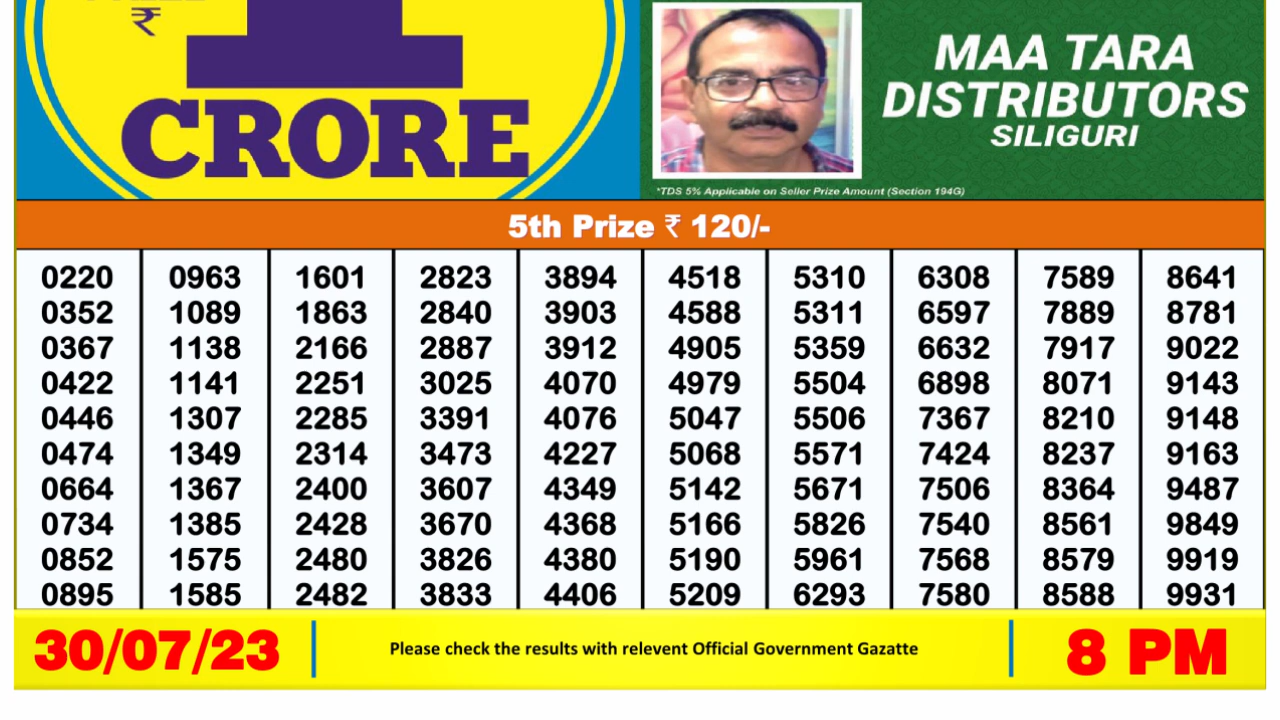 ₹
1
CRORE
MAA TARA
DISTRIBUTORS
SILIGURI
*TDS 5% Applicable on Seller Prize Amount (Section 194G)
5th Prize ₹ 120/-
0220 0963 1601 2823 3894 4518 5310 6308 7589 8641
0352 1089 1863 2840 3903 4588 5311 6597 7889 8781
0367 1138 2166 2887 3912 4905 5359 6632 7917 9022
0422 1141 2251 3025 4070 4979 5504 6898 8071 9143
0446 1307 2285 3391 4076 5047 5506 7367 8210 9148
0474 1349 2314 3473 4227 5068 5571 7424 8237 9163
0664 1367 2400 3607 4349 5142 5671 7506 8364 9487
0734 1385 2428 3670 4368 5166 5826 7540 8561 9849
0852 1575 2480 3826 4380 5190 5961 7568 8579 9919
0895 1585 2482 3833 4406 5209 6293 7580 8588 9931
30/07/23 Please check the results with relevent Official Government Gazatte 8 PM